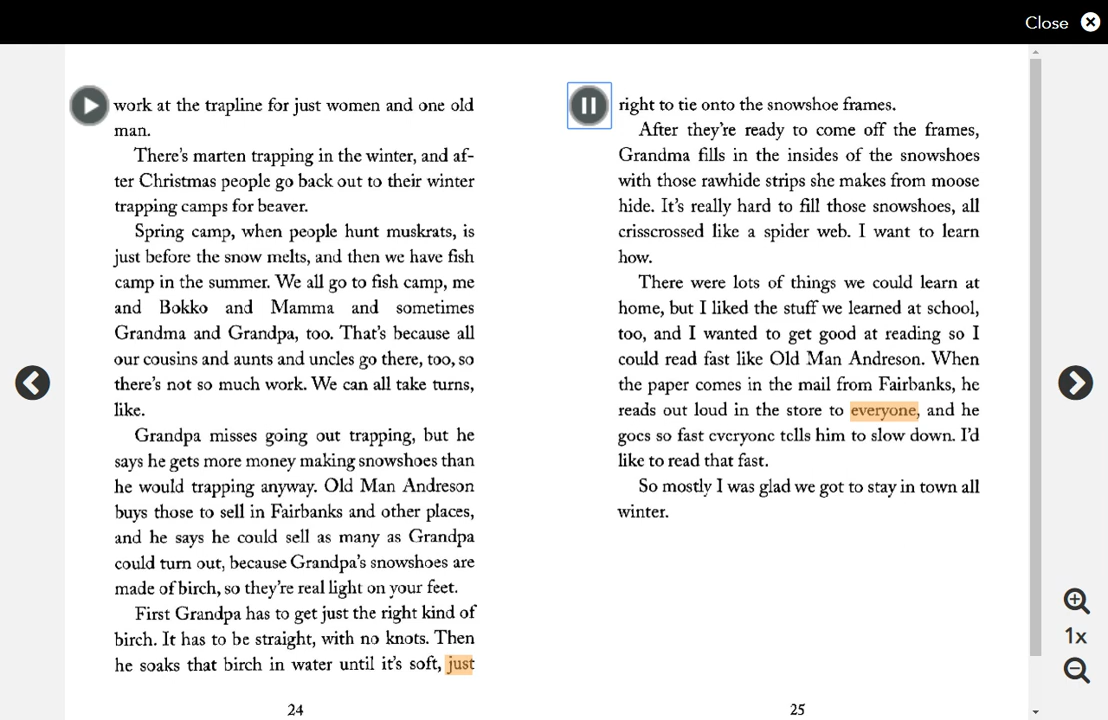 Close
work at the trapline for just women and one old
man.
There's marten trapping in the winter, and af-
ter Christmas people go back out to their winter
trapping camps for beaver.
Spring camp, when people hunt muskrats, is
just before the snow melts, and then we have fish
camp in the summer. We all go to fish camp, me
and Bokko and Mamma and sometimes
Grandma and Grandpa, too. That's because all
our cousins and aunts and uncles go there, too, so
there's not so much work. We can all take turns,
like.
Grandpa misses going out trapping, but he
says he gets more money making snowshoes than
he would trapping anyway. Old Man Andreson
buys those to sell in Fairbanks and other places,
and he says he could sell as many as Grandpa
could turn out, because Grandpa's snowshoes are
made of birch, so they're real light on your feet.
First Grandpa has to get just the right kind of
birch. It has to be straight, with no knots. Then
he soaks that birch in water until it's soft, just
24
right to tie onto the snowshoe frames.
After they're ready to come off the frames,
Grandma fills in the insides of the snowshoes
with those rawhide strips she makes from moose
hide. It's really hard to fill those snowshoes, all
crisscrossed like a spider web. I want to learn
how.
There were lots of things we could learn at
home, but I liked the stuff we learned at school,
too, and I wanted to get good at reading so I
could read fast like Old Man Andreson. When
the paper comes in the mail from Fairbanks, he
reads out loud in the store to everyone, and he
goes so fast everyone tells him to slow down. I'd
like to read that fast.
So mostly I was glad we got to stay in town all
winter.
25
1x